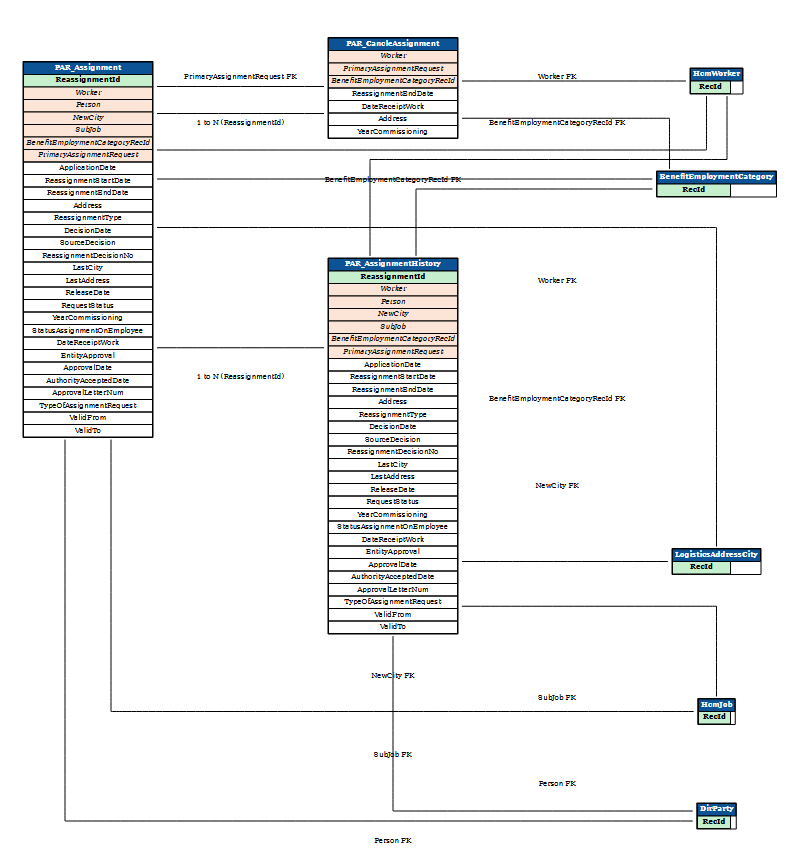 PAR_Assignment
ReassignmentId
Worker
Person
NewCity
SubJob
BenefitEmploymentCategoryRecId
PrimaryAssignmentRequest
ApplicationDate
ReassignmentStartDate
ReassignmentEndDate
Address
ReassignmentType
DecisionDate
SourceDecision
ReassignmentDecisionNo
LastCity
LastAddress
ReleaseDate
RequestStatus
YearCommissioning
StatusAssignmentOnEmployee
DateReceiptWork
EntityApproval
ApprovalDate
AuthorityAcceptedDate
ApprovalLetterNum
TypeOfAssignmentRequest
ValidFrom
ValidTo
PrimaryAssignmentRequest FK
1 to N (ReassignmentId)
PAR_CancleAssignment
Worker
PrimaryAssignmentRequest
BenefitEmploymentCategoryRecId
ReassignmentEndDate
DateReceiptWork
Address
YearCommissioning
Worker FK
BenefitEmploymentCategoryRecId FK
HcmWorker
RecId
BenefitEmploymentCategoryRecId FK
BenefitEmploymentCategory
RecId
PAR_AssignmentHistory
ReassignmentId
Worker
Person
NewCity
SubJob
BenefitEmploymentCategoryRecId
PrimaryAssignmentRequest
ApplicationDate
ReassignmentStartDate
ReassignmentEndDate
Address
ReassignmentType
DecisionDate
SourceDecision
ReassignmentDecisionNo
LastCity
LastAddress
ReleaseDate
RequestStatus
YearCommissioning
StatusAssignmentOnEmployee
DateReceiptWork
EntityApproval
ApprovalDate
AuthorityAcceptedDate
ApprovalLetterNum
TypeOfAssignmentRequest
ValidFrom
ValidTo
1 to N (ReassignmentId)
Worker FK
BenefitEmploymentCategoryRecId FK
NewCity FK
LogisticsAddressCity
RecId
NewCity FK
SubJob FK
HcmJob
RecId
SubJob FK
Person FK
DirParty
RecId
Person FK